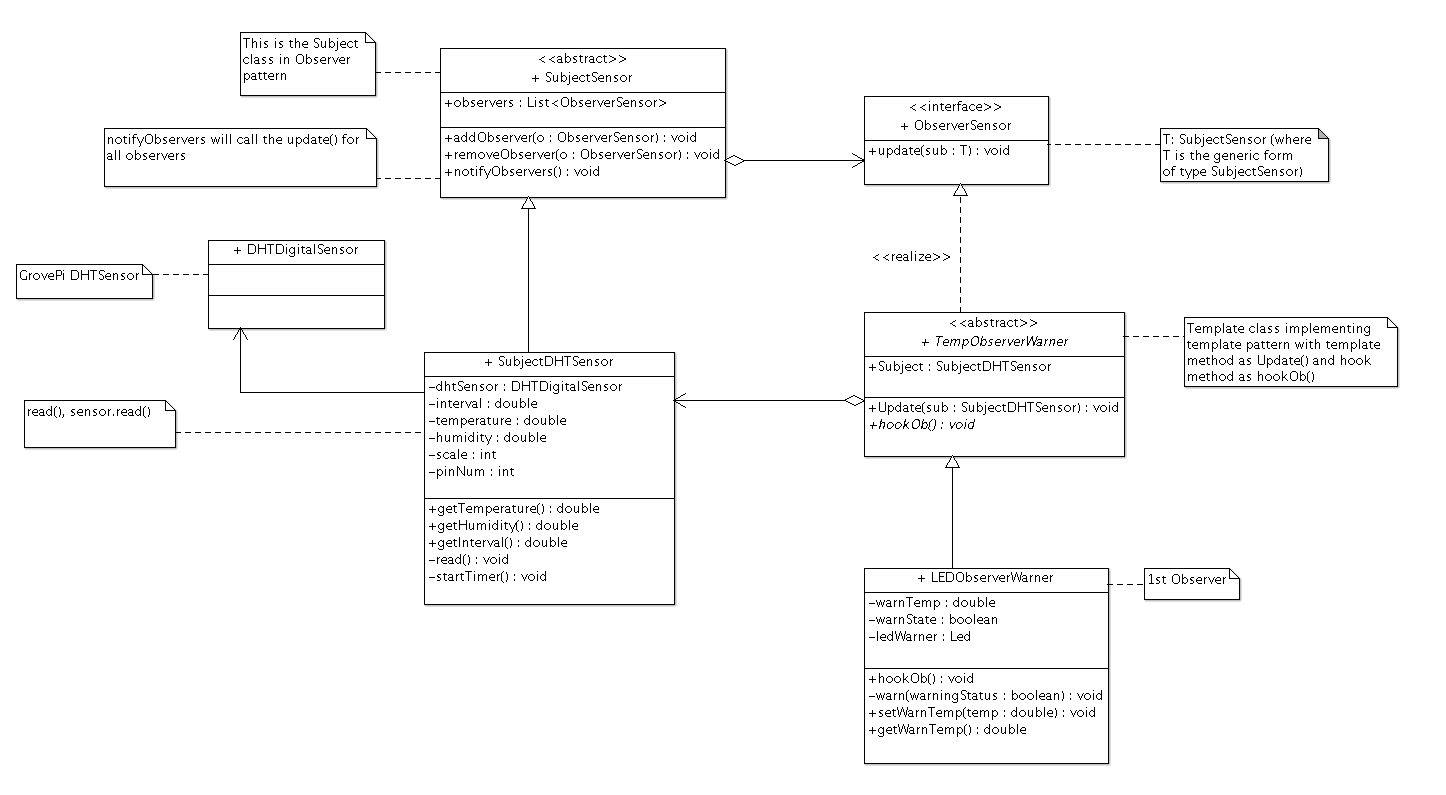 This is the Subject
class in Observer
pattern
<<abstract>>
+ SubjectSensor
+observers : List<ObserverSensor>
+addObserver(o : ObserverSensor) : void
+removeObserver(o : ObserverSensor) : void
+notifyObservers() : void
notifyObservers will call the update() for
all observers
<<interface>>
+ ObserverSensor
+update(sub : T) : void
T: SubjectSensor (where
T is the generic form
of type SubjectSensor)
+ DHTDigitalSensor
GrovePi DHTSensor
<<realize>>
<<abstract>>
+ TempObserverWarner
+Subject : SubjectDHTSensor
+Update(sub : SubjectDHTSensor) : void
+hookOb() : void
Template class implementing
template pattern with template
method as Update() and hook
method as hookOb()
+ SubjectDHTSensor
-dhtSensor : DHTDigitalSensor
-interval : double
-temperature : double
-humidity : double
-scale : int
-pinNum : int
+getTemperature() : double
+getHumidity() : double
+getInterval() : double
-read() : void
-startTimer() : void
read(), sensor.read()
+ LEDObserverWarner
-warnTemp : double
-warnState : boolean
-ledWarner : Led
+hookOb() : void
-warn(warningStatus : boolean) : void
+setWarnTemp(temp : double) : void
+getWarnTemp() : double
1st Observer